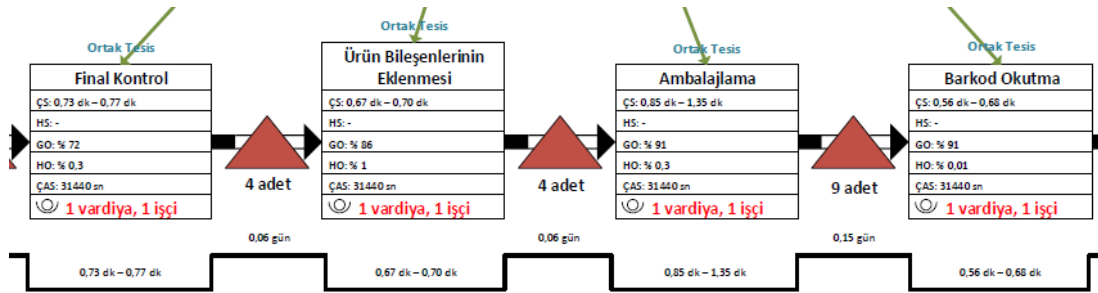 Ortak Tesis
Final Kontrol
ÇS: 0,73 dk – 0,77 dk
HS: -
GO: % 72
HO: % 0,3
ÇAS: 31440 sn
1 vardiya, 1 işçi
4 adet
Ortak Tesis
Ürün Bileşenlerinin
Eklenmesi
ÇS: 0,67 dk – 0,70 dk
HS: -
GO: % 86
HO: % 1
ÇAS: 31440 sn
1 vardiya, 1 işçi
4 adet
Ortak Tesis
Ambalajlama
ÇS: 0,85 dk – 1,35 dk
HS: -
GO: % 91
HO: % 0,3
ÇAS: 31440 sn
1 vardiya, 1 işçi
9 adet
Ortak Tesis
Barkod Okutma
ÇS: 0,56 dk – 0,68 dk
HS: -
GO: % 91
HO: % 0,01
ÇAS: 31440 sn
1 vardiya, 1 işçi
0,06 gün
0,06 gün
0,15 gün
0,73 dk – 0,77 dk
0,67 dk – 0,70 dk
0,85 dk – 1,35 dk
0,56 dk – 0,68 dk